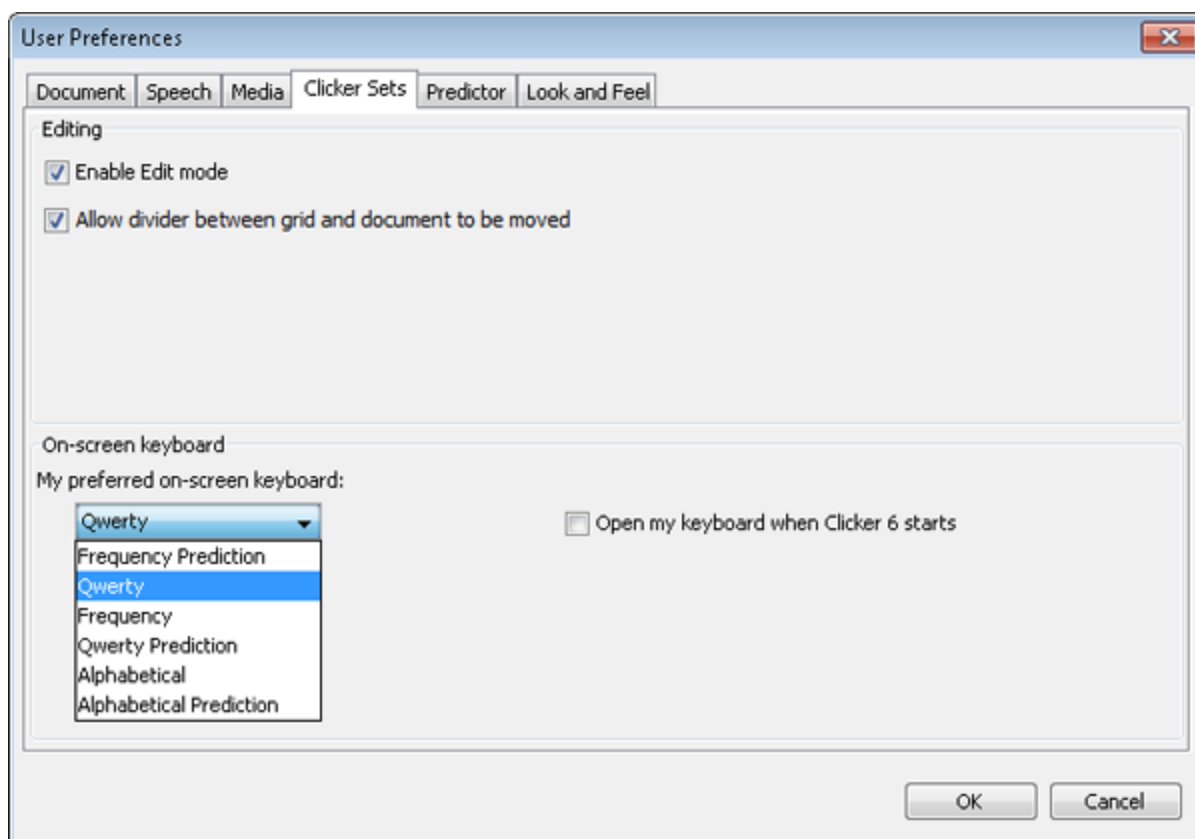 User Preferences
Document Speech Media Clicker Sets Predictor Look and Feel
Editing
Enable Edit mode
Allow divider between grid and document to be moved
On-screen keyboard
My preferred on-screen keyboard:
Qwerty
Open my keyboard when Clicker 6 starts
Frequency Prediction
Qwerty
Frequency
Qwerty Prediction
Alphabetical
Alphabetical Prediction
OK Cancel